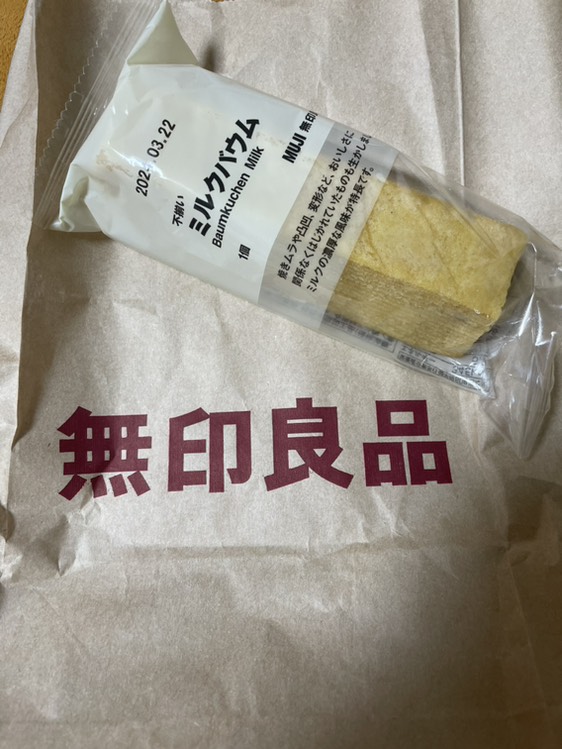 03.22
不揃い
ミルクバウム
Baumkuchen Milk
1個
MUJI 無印
焼きムラや凸凹、変形など、おいしさに
関係なくはじかれていたものも生かしまし
ミルクの濃厚な風味が特長です。
無印良品